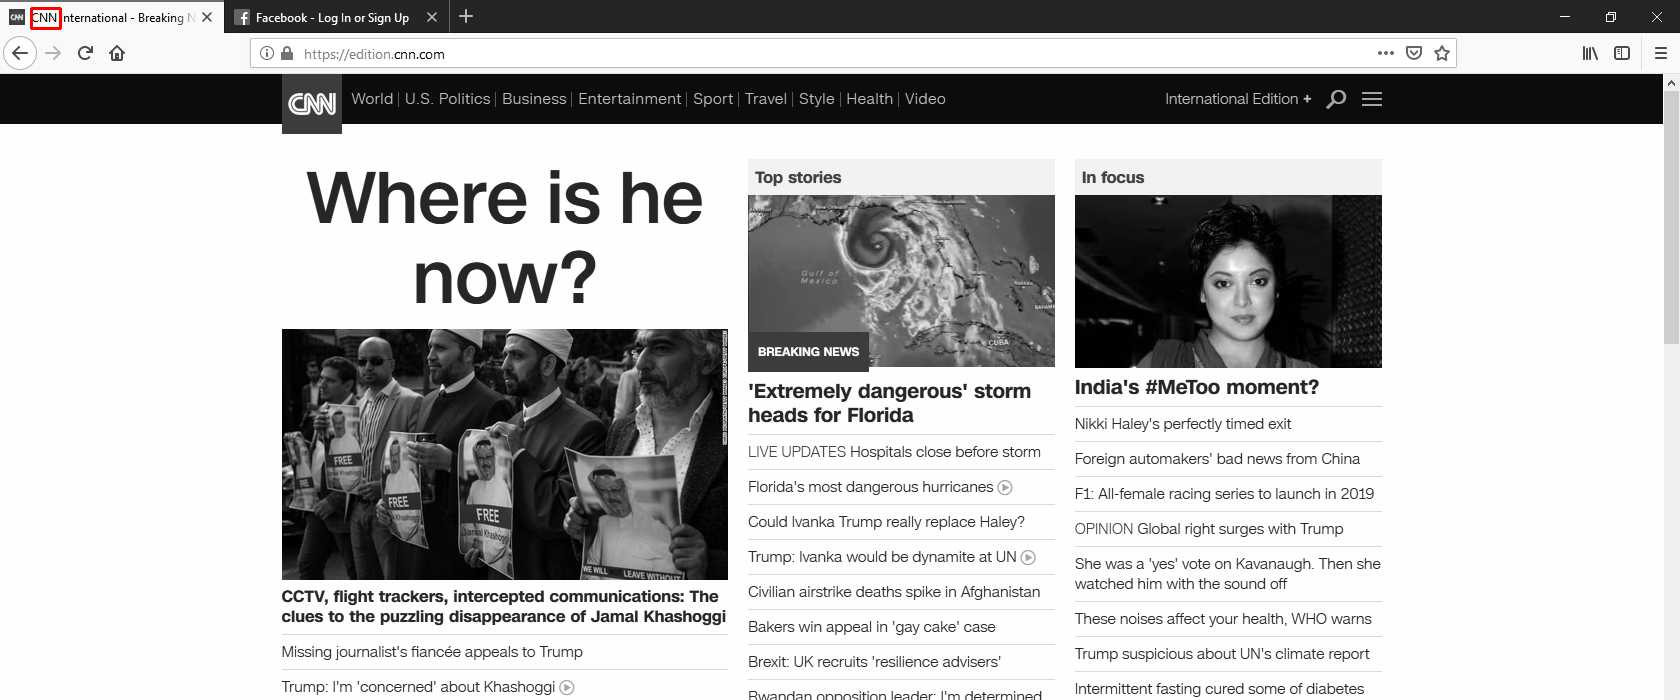 CNN International - Breaking N
Facebook - Log In or Sign Up
https://edition.cnn.com
CNN World U.S. Politics Business Entertainment Sport Travel Style Health Video International Edition +
Where is he
now?
FREE
FREE
FREE
Jamal Khashoggi
WE WILL
LEAVE WITHOUT
CCTV, flight trackers, intercepted communications: The
clues to the puzzling disappearance of Jamal Khashoggi
Missing journalist's fiancée appeals to Trump
Trump: I'm 'concerned' about Khashoggi
Top stories
Gulf of
Mexico
CUBA
BREAKING NEWS
'Extremely dangerous' storm
heads for Florida
LIVE UPDATES Hospitals close before storm
Florida's most dangerous hurricanes
Could Ivanka Trump really replace Haley?
Trump: Ivanka would be dynamite at UN
Civilian airstrike deaths spike in Afghanistan
Bakers win appeal in 'gay cake' case
Brexit: UK recruits 'resilience advisers'
Rwandan opposition leader: I'm determined
In focus
India's #MeToo moment?
Nikki Haley's perfectly timed exit
Foreign automakers' bad news from China
F1: All-female racing series to launch in 2019
OPINION Global right surges with Trump
She was a 'yes' vote on Kavanaugh. Then she
watched him with the sound off
These noises affect your health, WHO warns
Trump suspicious about UN's climate report
Intermittent fasting cured some of diabetes